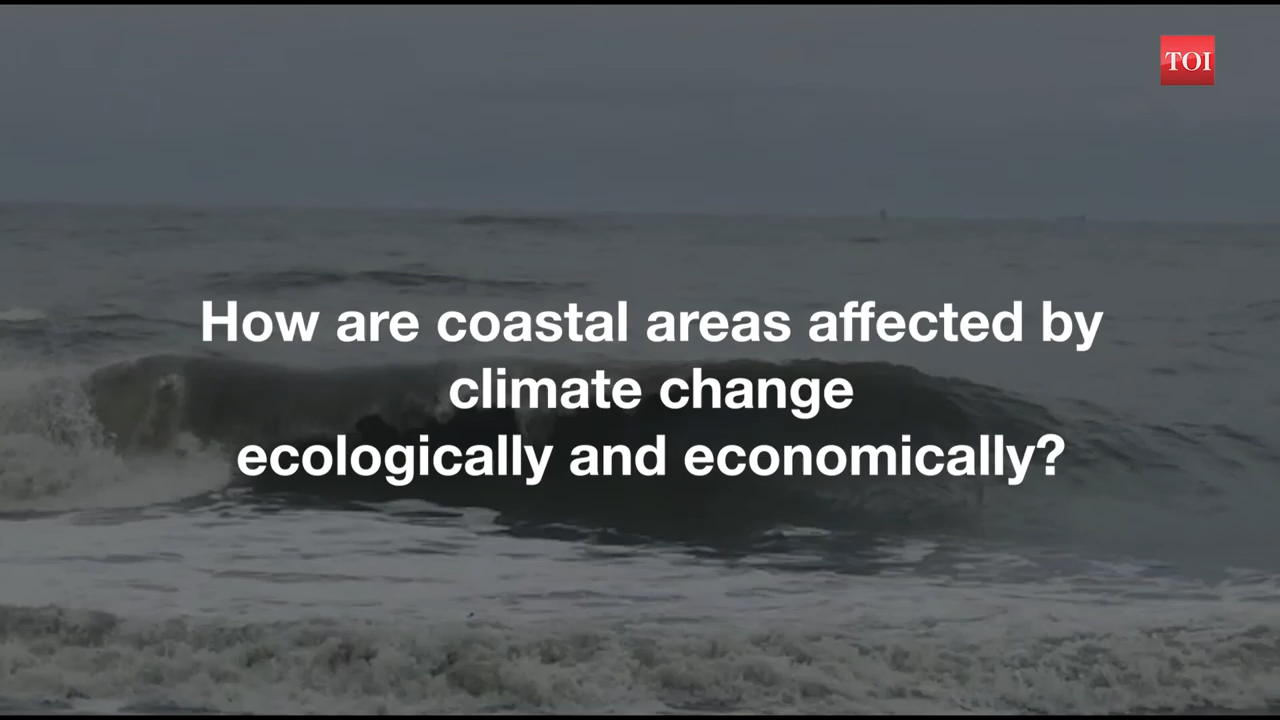 TOI
How are coastal areas affected by
climate change
ecologically and economically?